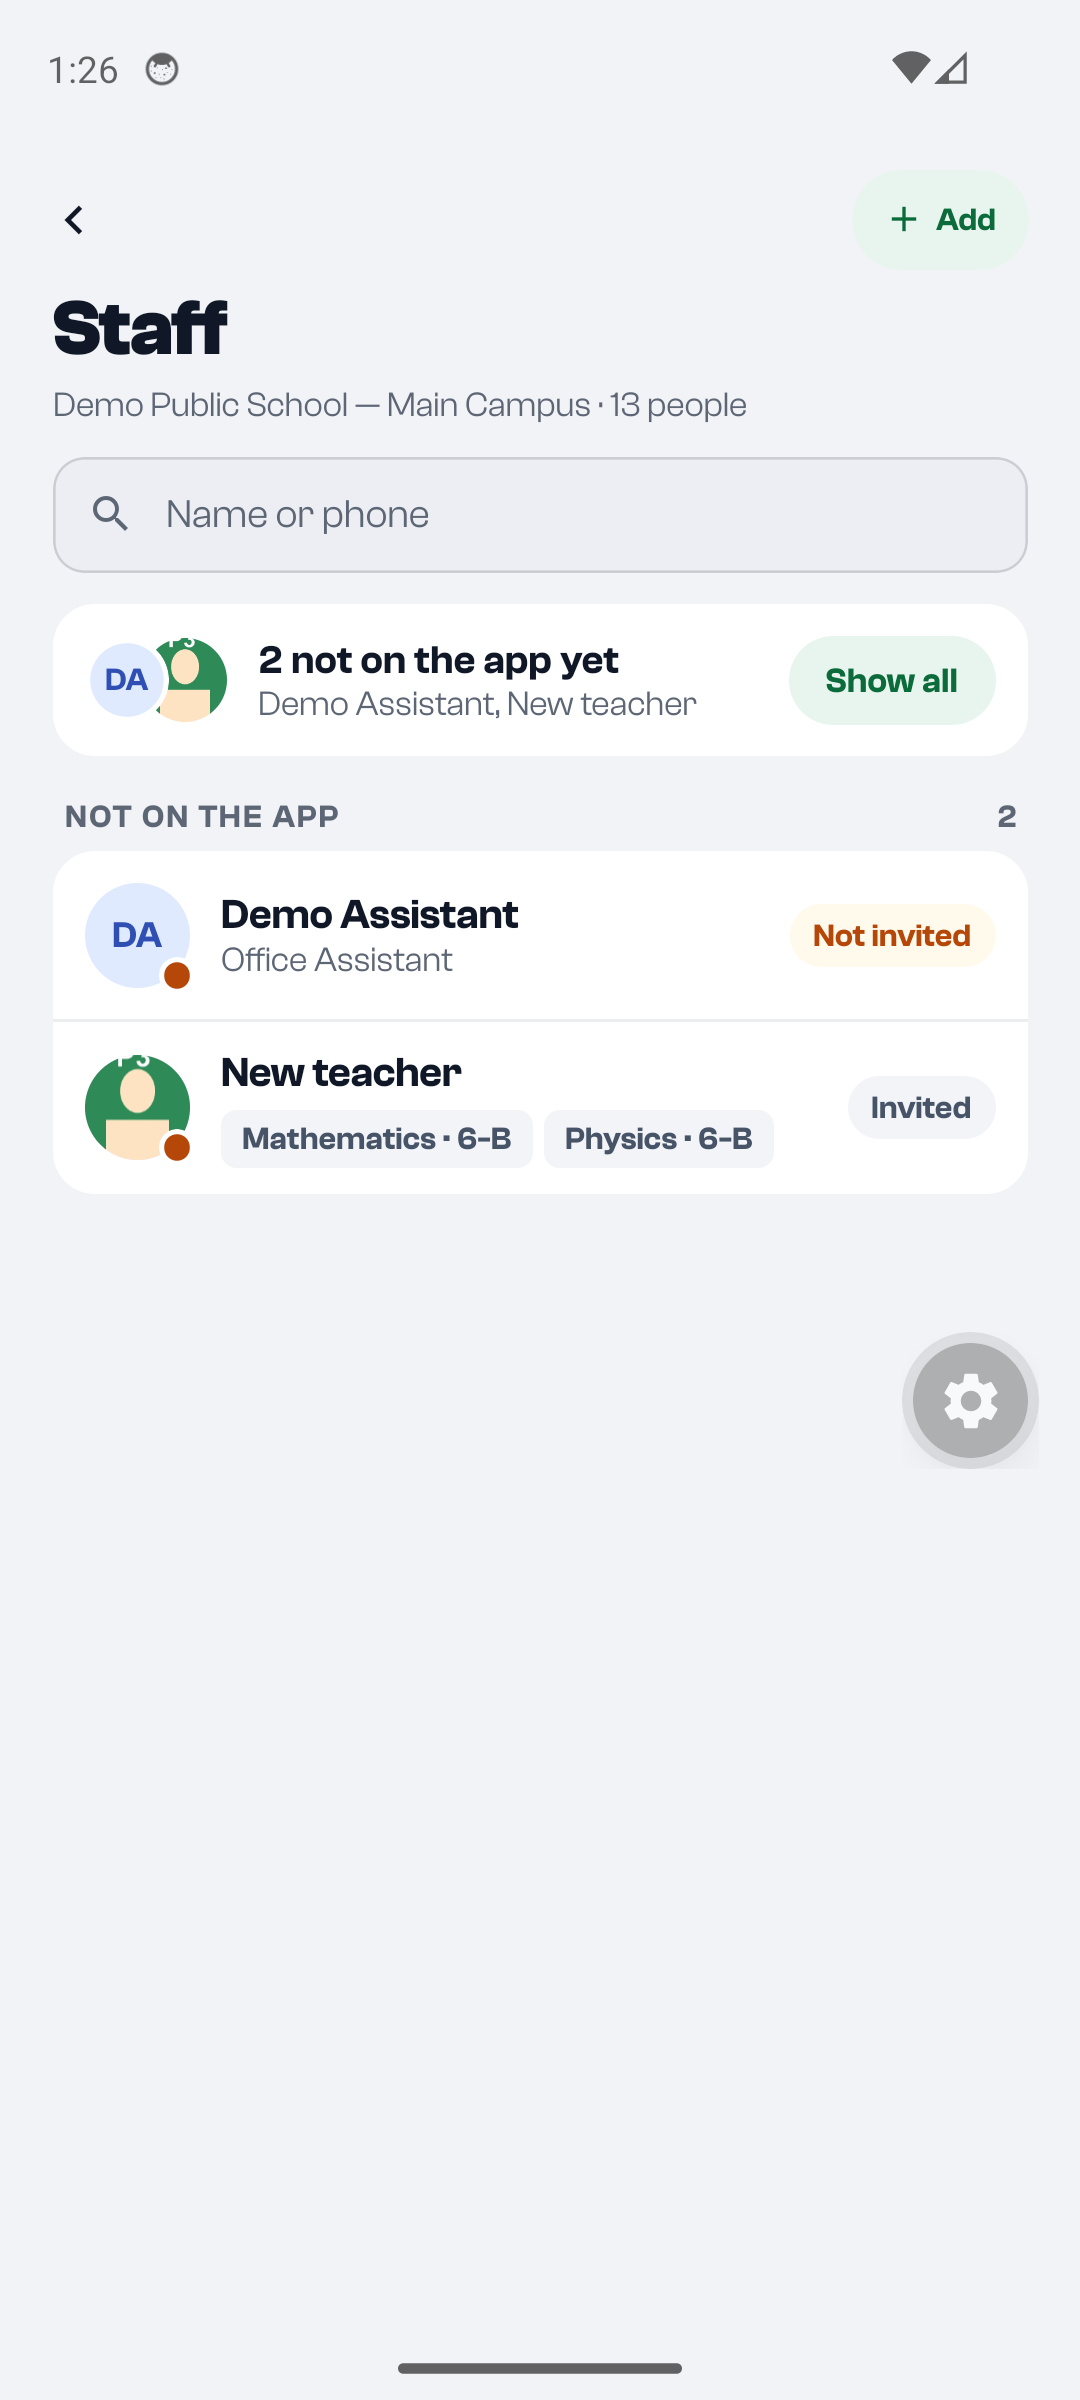 1:26
Add
Staff
Demo Public School — Main Campus · 13 people
Name or phone
DA
2 not on the app yet
Demo Assistant, New teacher
Show all
NOT ON THE APP
2
DA
Demo Assistant
Office Assistant
Not invited
New teacher
Mathematics · 6-B
Physics · 6-B
Invited